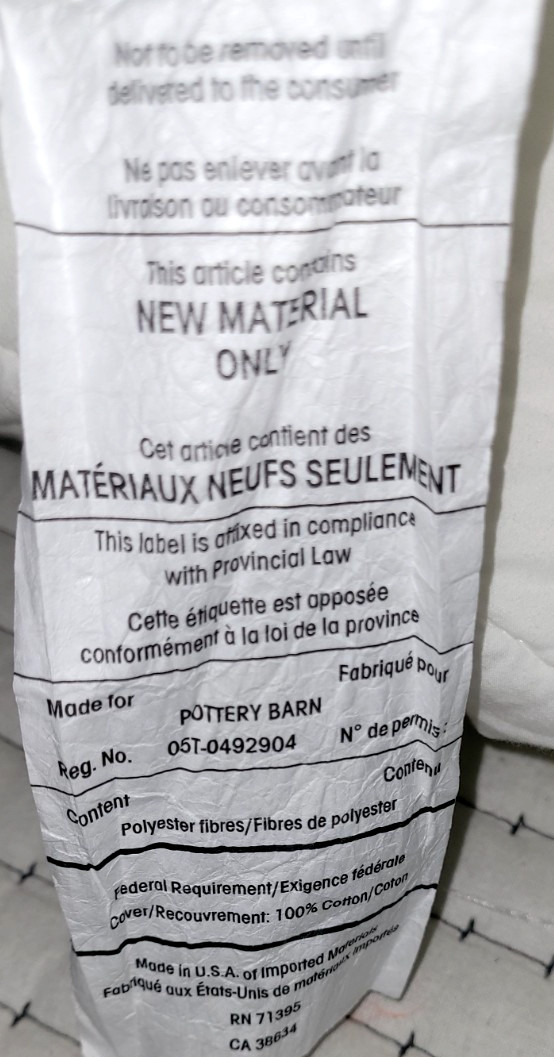 Not to be removed until
delivered to the consumer
Ne pas enlever avant la
livraison au consommateur
This article contains
NEW MATERIAL
ONLY
Cet article contient des
MATÉRIAUX NEUFS SEULEMENT
This label is affixed in compliance
with Provincial Law
Cette étiquette est apposée
conformément à la loi de la province
Made for POTTERY BARN Fabriqué pour
Reg. No. 05T-0492904 N° de permis:
Content Contenu
Polyester fibres/Fibres de polyester
Federal Requirement/Exigence fédérale
Cover/Recouvrement: 100% Cotton/Coton
Made in U.S.A. of Imported Materials
Fabriqué aux États-Unis de matériaux importés
RN 71395
CA 38634